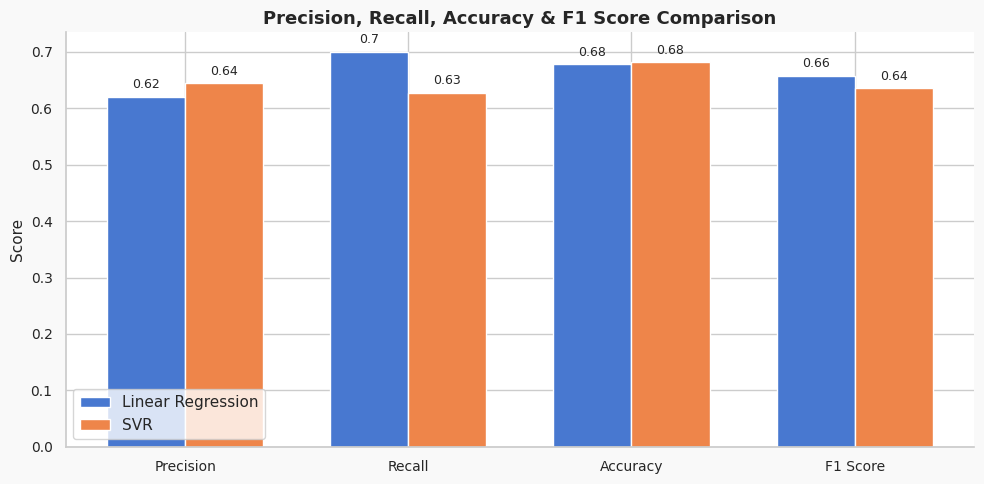 Precision, Recall, Accuracy & F1 Score Comparison
Score
0.7
0.6
0.5
0.4
0.3
0.2
0.1
0.0
0.62
0.64
0.7
0.63
0.68
0.68
0.66
0.64
Linear Regression
SVR
Precision
Recall
Accuracy
F1 Score